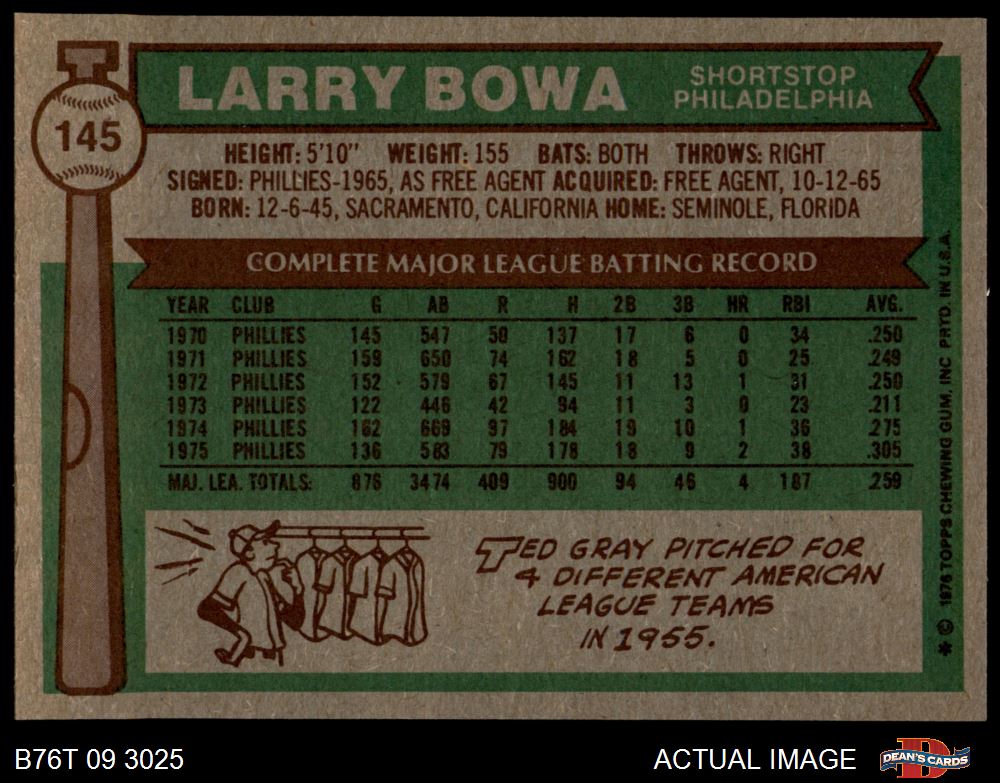 LARRY BOWA
SHORTSTOP
PHILADELPHIA
145
HEIGHT: 5'10" WEIGHT: 155 BATS: BOTH THROWS: RIGHT
SIGNED: PHILLIES-1965, AS FREE AGENT ACQUIRED: FREE AGENT, 10-12-65
BORN: 12-6-45, SACRAMENTO, CALIFORNIA HOME: SEMINOLE, FLORIDA
COMPLETE MAJOR LEAGUE BATTING RECORD
YEAR CLUB G AB R H 2B 3B HR RBI AVG.
1970 PHILLIES 145 547 50 137 17 6 0 34 .250
1971 PHILLIES 159 650 74 162 18 5 0 25 .249
1972 PHILLIES 152 579 67 145 11 13 1 31 .250
1973 PHILLIES 122 446 42 94 11 3 0 23 .211
1974 PHILLIES 162 669 97 184 19 10 1 36 .275
1975 PHILLIES 136 583 79 178 18 9 2 38 .305
MAJ. LEA. TOTALS: 876 3474 409 900 94 46 4 187 .259
TED GRAY PITCHED FOR
4 DIFFERENT AMERICAN
LEAGUE TEAMS
IN 1955.
* © 1976 TOPPS CHEWING GUM, INC PRTD. IN U.S.A.
B76T 09 3025
ACTUAL IMAGE
DEAN'S CARDS